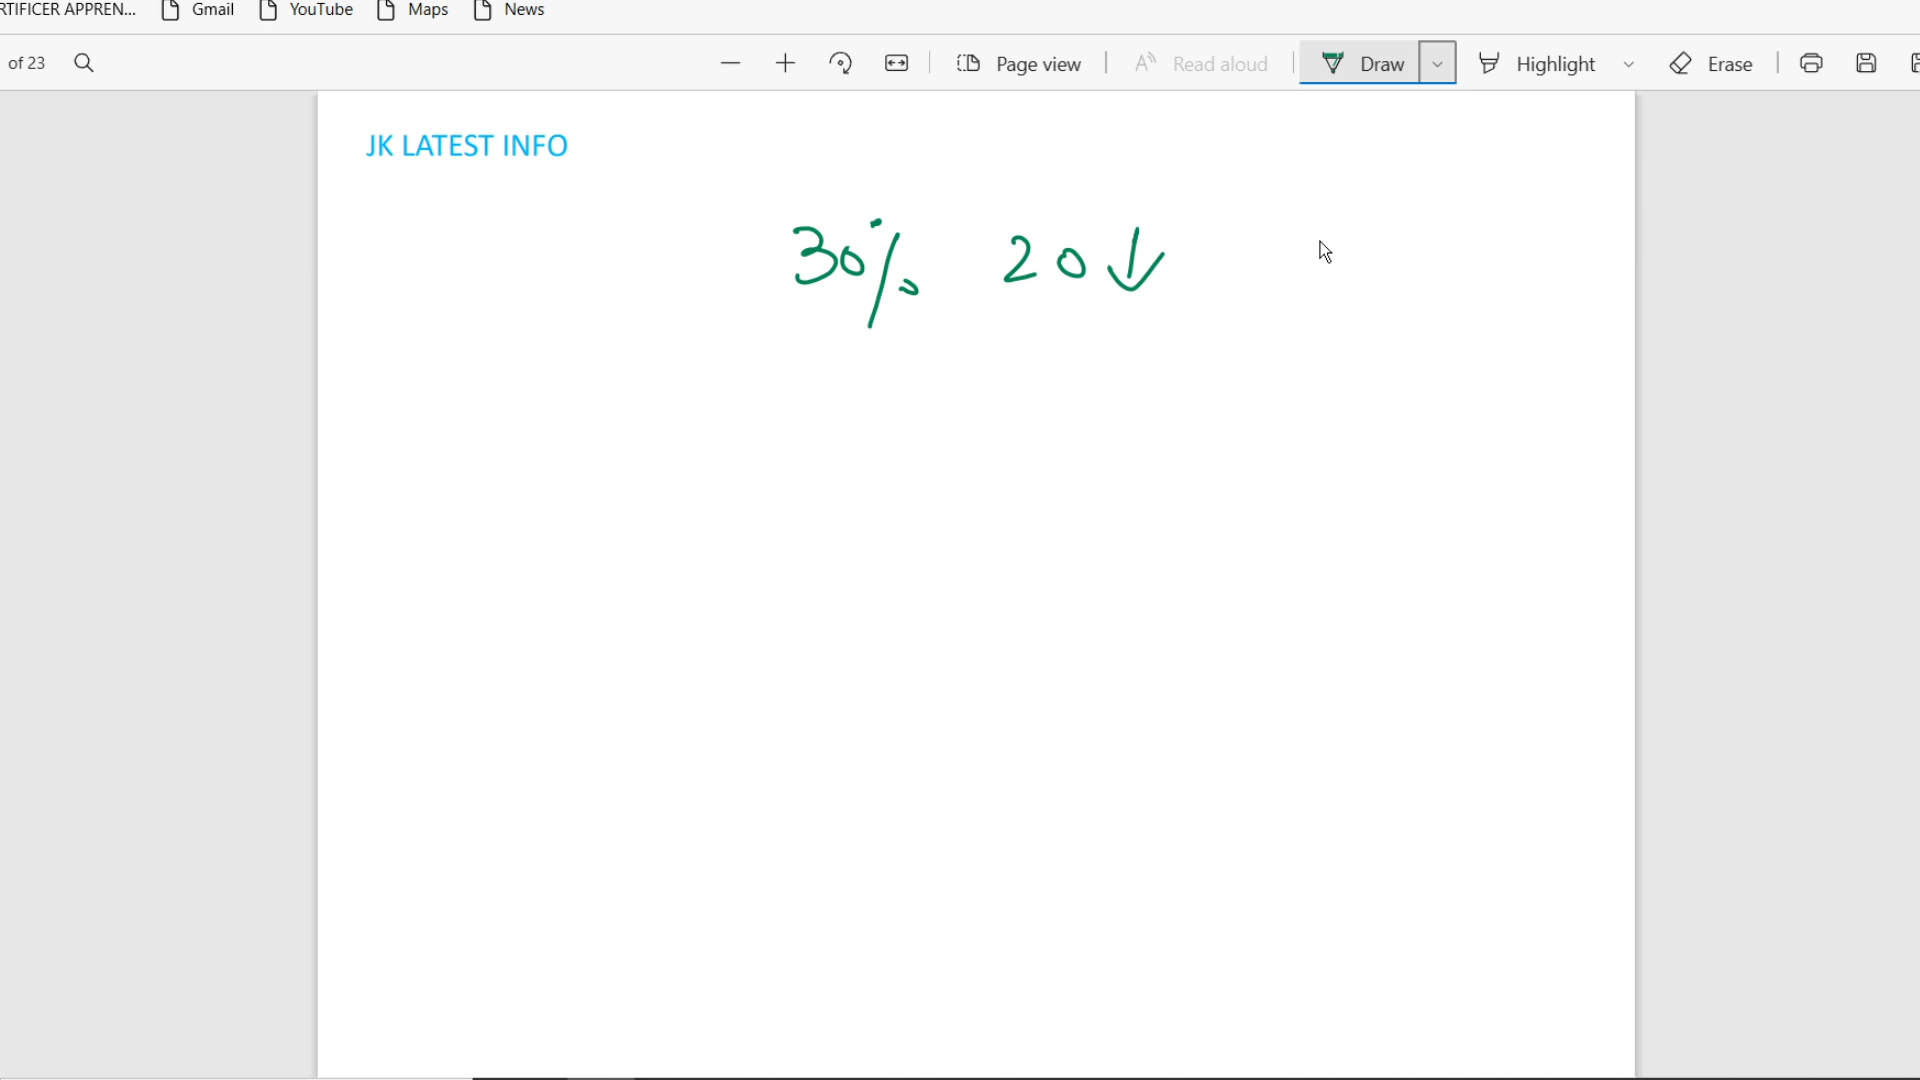 RTIFICER APPREN... Gmail YouTube Maps News
of 23 Page view Read aloud Draw Highlight Erase
JK LATEST INFO
30% 20 ↓